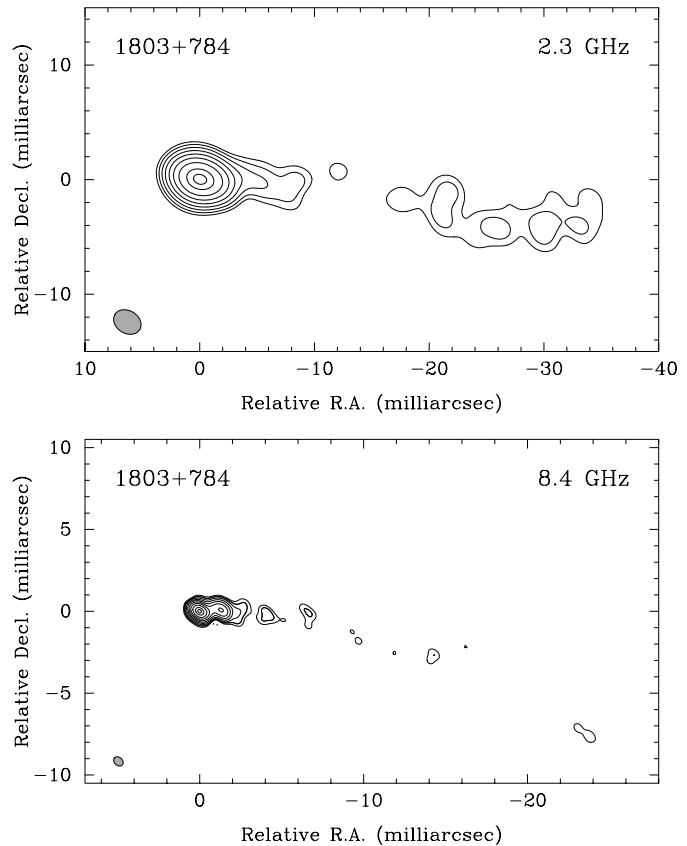 1803+784 2.3 GHz
Relative Decl. (milliarcsec)
10
0
−10
10 0 −10 −20 −30 −40
Relative R.A. (milliarcsec)
1803+784 8.4 GHz
Relative Decl. (milliarcsec)
10
5
0
−5
−10
0 −10 −20
Relative R.A. (milliarcsec)